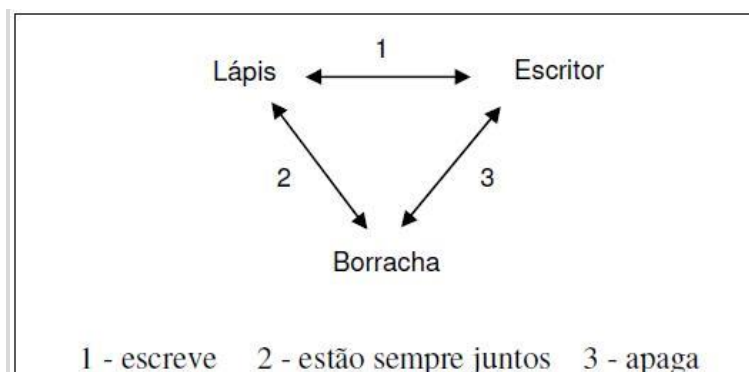 1
Lápis Escritor
2 3
Borracha
1 - escreve 2 - estão sempre juntos 3 - apaga